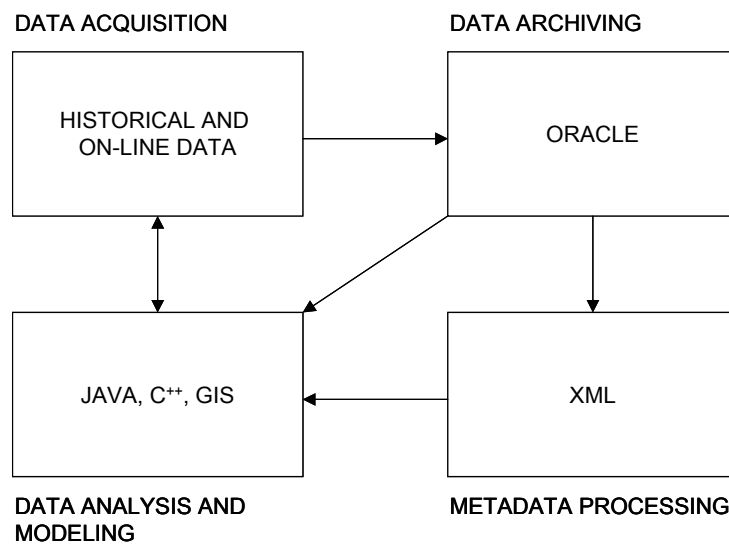 DATA ACQUISITION
DATA ARCHIVING
HISTORICAL AND
ON-LINE DATA
ORACLE
JAVA, C⁺⁺, GIS
XML
DATA ANALYSIS AND
MODELING
METADATA PROCESSING